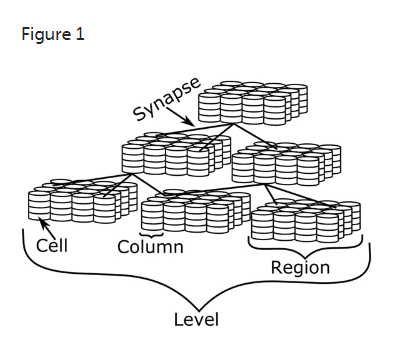 Figure 1
Synapse
Cell
Column
Region
Level